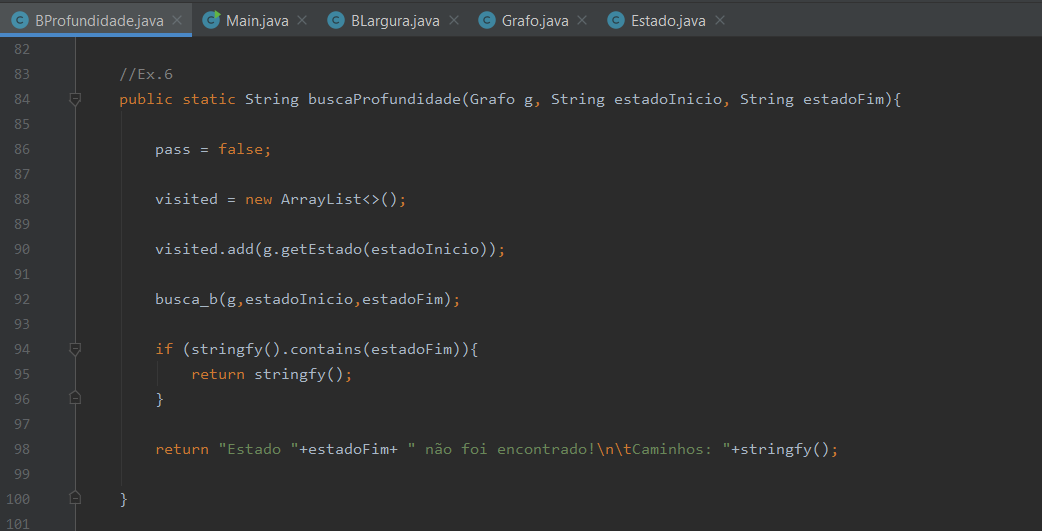 BProfundidade.java Main.java BLargura.java Grafo.java Estado.java
82
83 //Ex.6
84 public static String buscaProfundidade(Grafo g, String estadoInicio, String estadoFim){
85
86 pass = false;
87
88 visited = new ArrayList<>();
89
90 visited.add(g.getEstado(estadoInicio));
91
92 busca_b(g,estadoInicio,estadoFim);
93
94 if (stringfy().contains(estadoFim)){
95 return stringfy();
96 }
97
98 return "Estado "+estadoFim+ " não foi encontrado!\n\tCaminhos: "+stringfy();
99
100 }
101